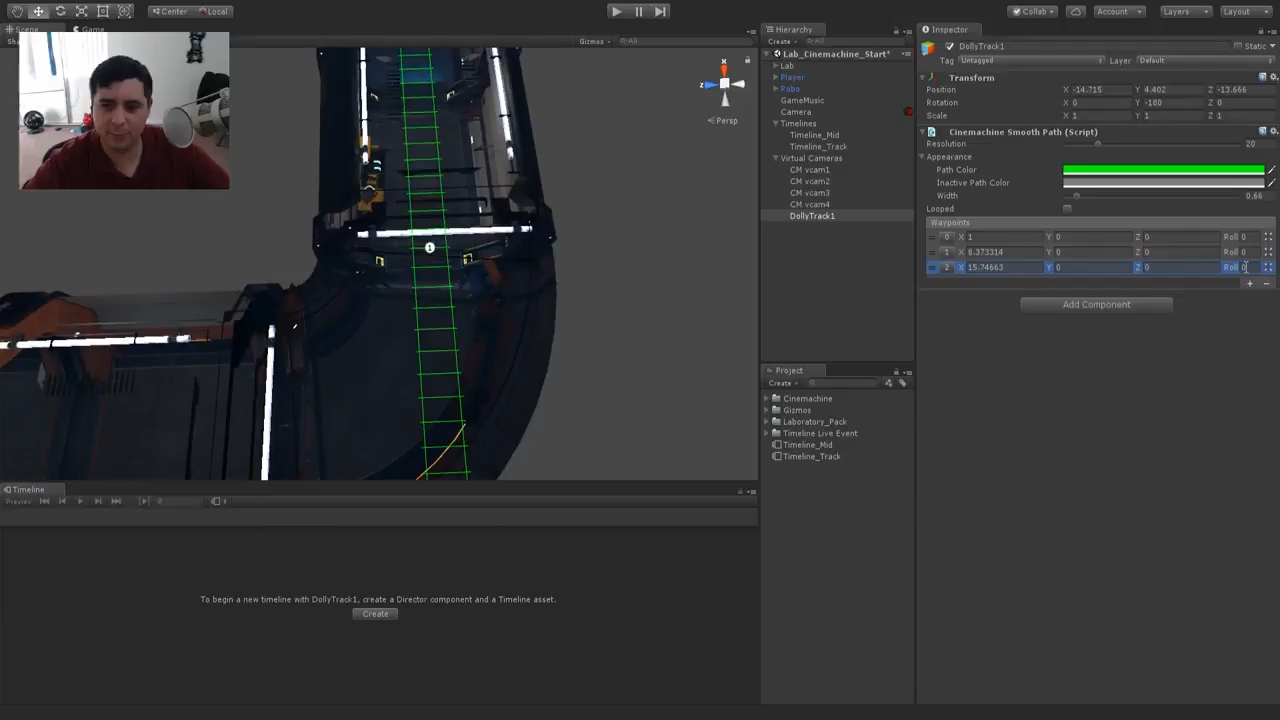 Center Local
Collab Account Layers Layout
Scene Game
Sha
Gizmos All
Hierarchy
Create All
Lab_Cinemachine_Start*
Lab
Player
Robo
GameMusic
Camera
Timelines
Timeline_Mid
Timeline_Track
Virtual Cameras
CM vcam1
CM vcam2
CM vcam3
CM vcam4
DollyTrack1
x
z
Persp
1
Inspector
DollyTrack1 Static
Tag Untagged Layer Default
Transform
Position X -14.715 Y 4.402 Z -13.666
Rotation X 0 Y -180 Z 0
Scale X 1 Y 1 Z 1
Cinemachine Smooth Path (Script)
Resolution 20
Appearance
Path Color
Inactive Path Color
Width 0.66
Looped
Waypoints
0 X 1 Y 0 Z 0 Roll 0
1 X 8.373314 Y 0 Z 0 Roll 0
2 X 15.74663 Y 0 Z 0 Roll 0
Add Component
Project
Create
Cinemachine
Gizmos
Laboratory_Pack
Timeline Live Event
Timeline_Mid
Timeline_Track
Timeline
Preview 0
To begin a new timeline with DollyTrack1, create a Director component and a Timeline asset.
Create